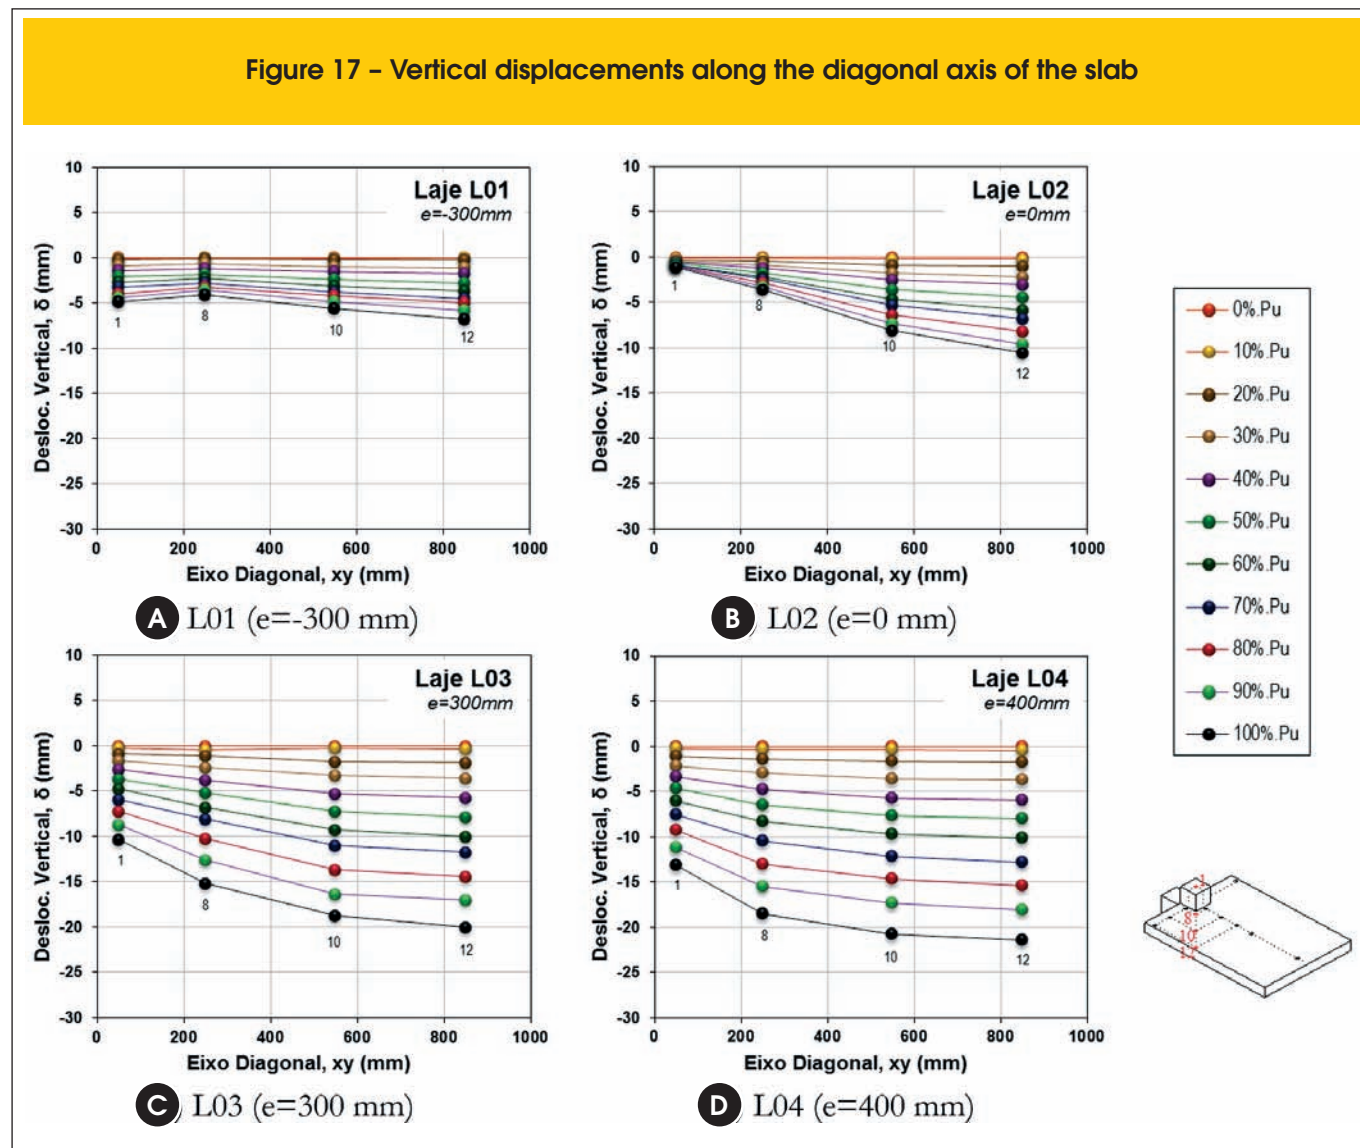 Figure 17 – Vertical displacements along the diagonal axis of the slab
Laje L01
e=-300mm
10
5
0
-5
-10
-15
-20
-25
-30
0 200 400 600 800 1000
1
8
10
12
Desloc. Vertical, δ (mm)
Eixo Diagonal, xy (mm)
A L01 (e=-300 mm)
Laje L02
e=0mm
10
5
0
-5
-10
-15
-20
-25
-30
0 200 400 600 800 1000
1
8
10
12
Desloc. Vertical, δ (mm)
Eixo Diagonal, xy (mm)
B L02 (e=0 mm)
Laje L03
e=300mm
10
5
0
-5
-10
-15
-20
-25
-30
0 200 400 600 800 1000
1
8
10
12
Desloc. Vertical, δ (mm)
Eixo Diagonal, xy (mm)
C L03 (e=300 mm)
Laje L04
e=400mm
10
5
0
-5
-10
-15
-20
-25
-30
0 200 400 600 800 1000
1
8
10
12
Desloc. Vertical, δ (mm)
Eixo Diagonal, xy (mm)
D L04 (e=400 mm)
0%.Pu
10%.Pu
20%.Pu
30%.Pu
40%.Pu
50%.Pu
60%.Pu
70%.Pu
80%.Pu
90%.Pu
100%.Pu
1
8
10
12